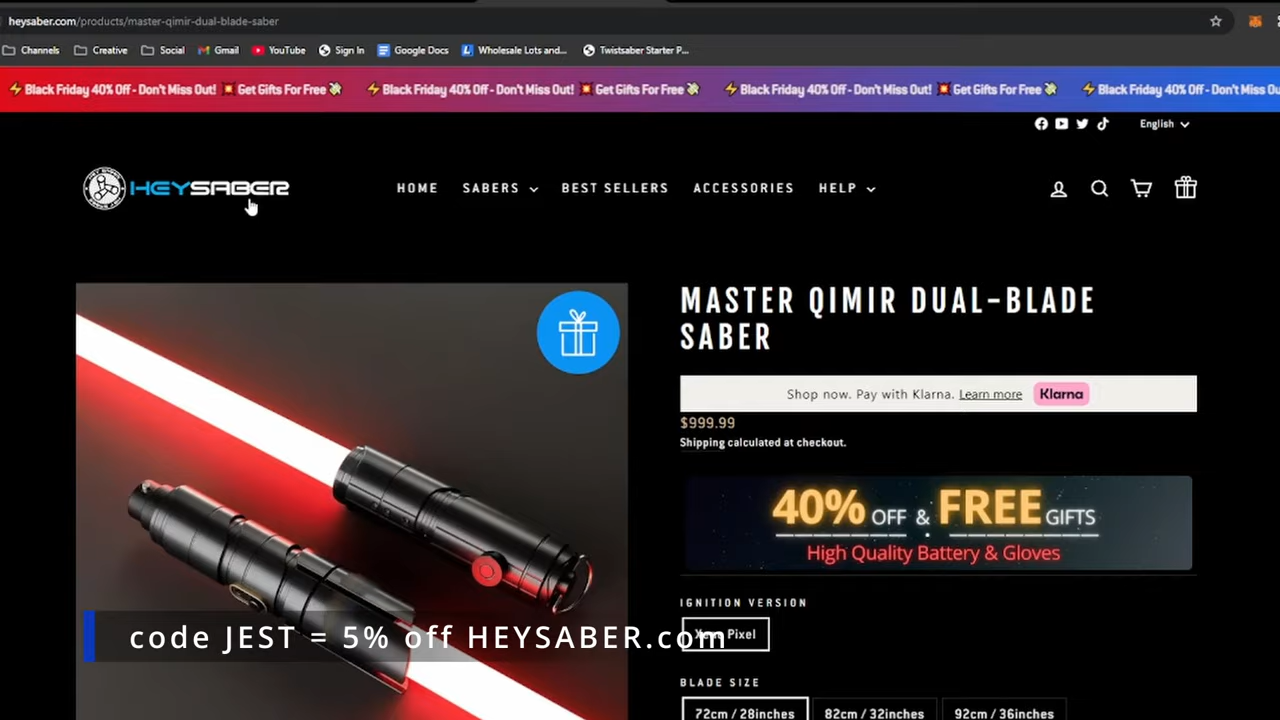 heysaber.com/products/master-qimir-dual-blade-saber
Channels Creative Social Gmail YouTube Sign In Google Docs Wholesale Lots and... Twistsaber Starter P...
⚡Black Friday 40% Off - Don't Miss Out! 💥Get Gifts For Free💸 ⚡Black Friday 40% Off - Don't Miss Out! 💥Get Gifts For Free💸 ⚡Black Friday 40% Off - Don't Miss Out! 💥Get Gifts For Free💸 ⚡Black Friday 40% Off - Don't Miss Ou
English
HEYSABER
HOME SABERS BEST SELLERS ACCESSORIES HELP
MASTER QIMIR DUAL-BLADE
SABER
Shop now. Pay with Klarna. Learn more Klarna
$999.99
Shipping calculated at checkout.
40% OFF & FREE GIFTS
High Quality Battery & Gloves
IGNITION VERSION
Pixel
code JEST = 5% off HEYSABER.com
BLADE SIZE
72cm / 28inches 82cm / 32inches 92cm / 36inches